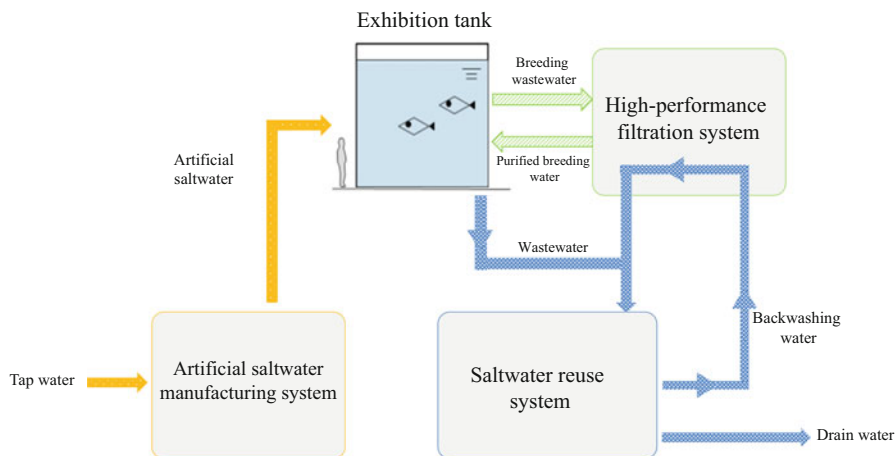 Exhibition tank
Breeding
wastewater
High-performance
filtration system
Artificial
saltwater
Purified breeding
water
Wastewater
Backwashing
water
Tap water
Artificial saltwater
manufacturing system
Saltwater reuse
system
Drain water